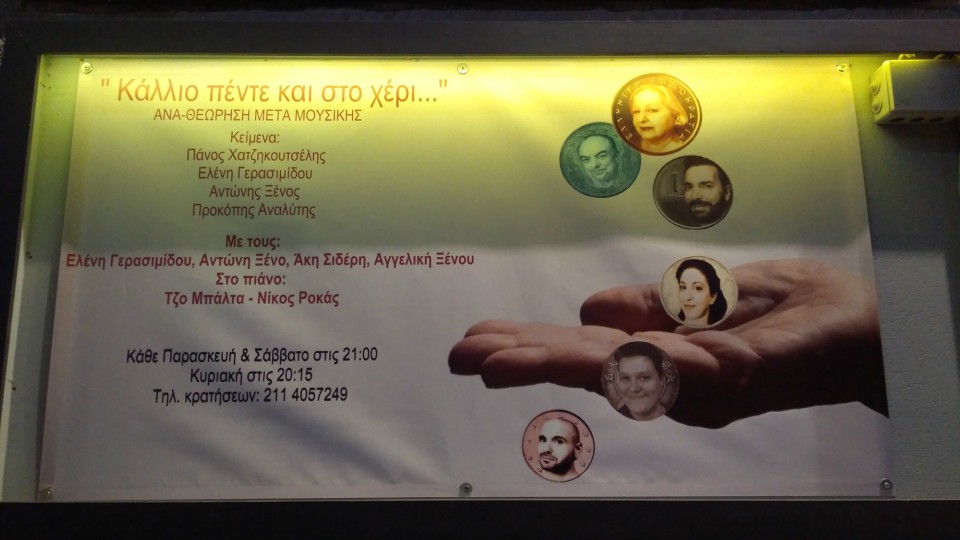 " Κάλλιο πέντε και στο χέρι..."
ΑΝΑ-ΘΕΩΡΗΣΗ ΜΕΤΑ ΜΟΥΣΙΚΗΣ
Κείμενα:
Πάνος Χατζηκουτσέλης
Ελένη Γερασιμίδου
Αντώνης Ξένος
Προκόπης Αναλύτης
Με τους:
Ελένη Γερασιμίδου, Αντώνη Ξένο, Άκη Σιδέρη, Αγγελική Ξένου
Στο πιάνο:
Τζο Μπάλτα - Νίκος Ροκάς
Κάθε Παρασκευή & Σάββατο στις 21:00
Κυριακή στις 20:15
Τηλ. κρατήσεων: 211 4057249
ΕΛΛΗΝΙΚΗ ΔΗΜΟΚΡΑΤΙΑ